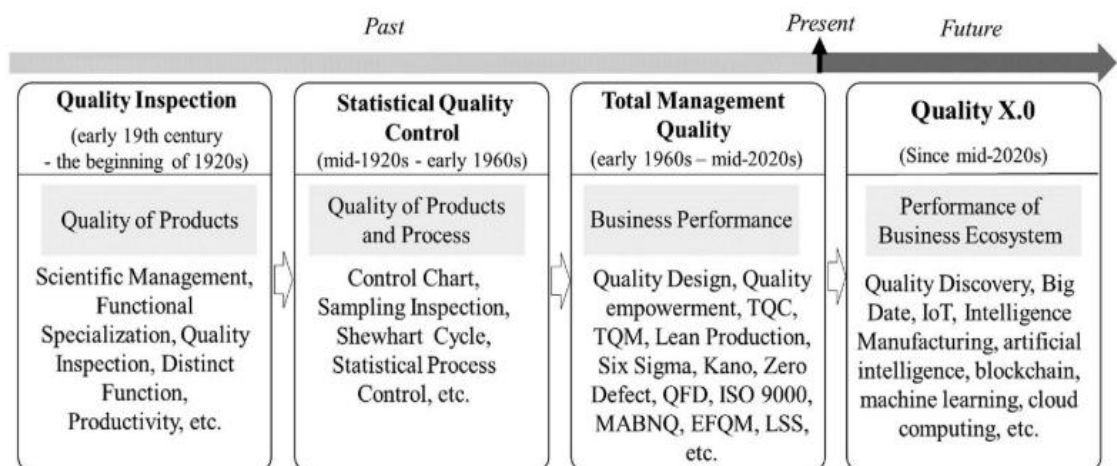 Past
Present
Future
Quality Inspection
(early 19th century
- the beginning of 1920s)
Quality of Products
Scientific Management,
Functional
Specialization, Quality
Inspection, Distinct
Function,
Productivity, etc.
Statistical Quality
Control
(mid-1920s - early 1960s)
Quality of Products
and Process
Control Chart,
Sampling Inspection,
Shewhart Cycle,
Statistical Process
Control, etc.
Total Management
Quality
(early 1960s – mid-2020s)
Business Performance
Quality Design, Quality
empowerment, TQC,
TQM, Lean Production,
Six Sigma, Kano, Zero
Defect, QFD, ISO 9000,
MABNQ, EFQM, LSS,
etc.
Quality X.0
(Since mid-2020s)
Performance of
Business Ecosystem
Quality Discovery, Big
Date, IoT, Intelligence
Manufacturing, artificial
intelligence, blockchain,
machine learning, cloud
computing, etc.